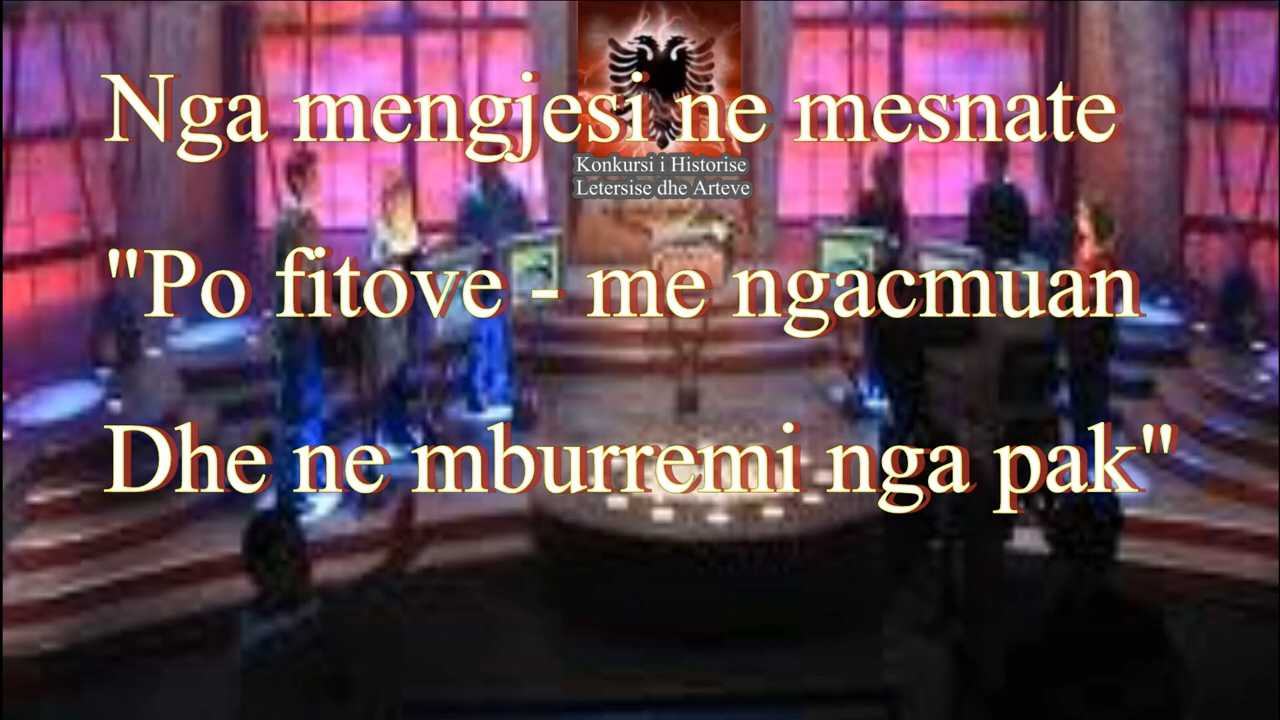 Nga mengjesi ne mesnate
Konkursi i Historise
Letersise dhe Arteve
"Po fitove - me ngacmuan
Dhe ne mburremi nga pak"